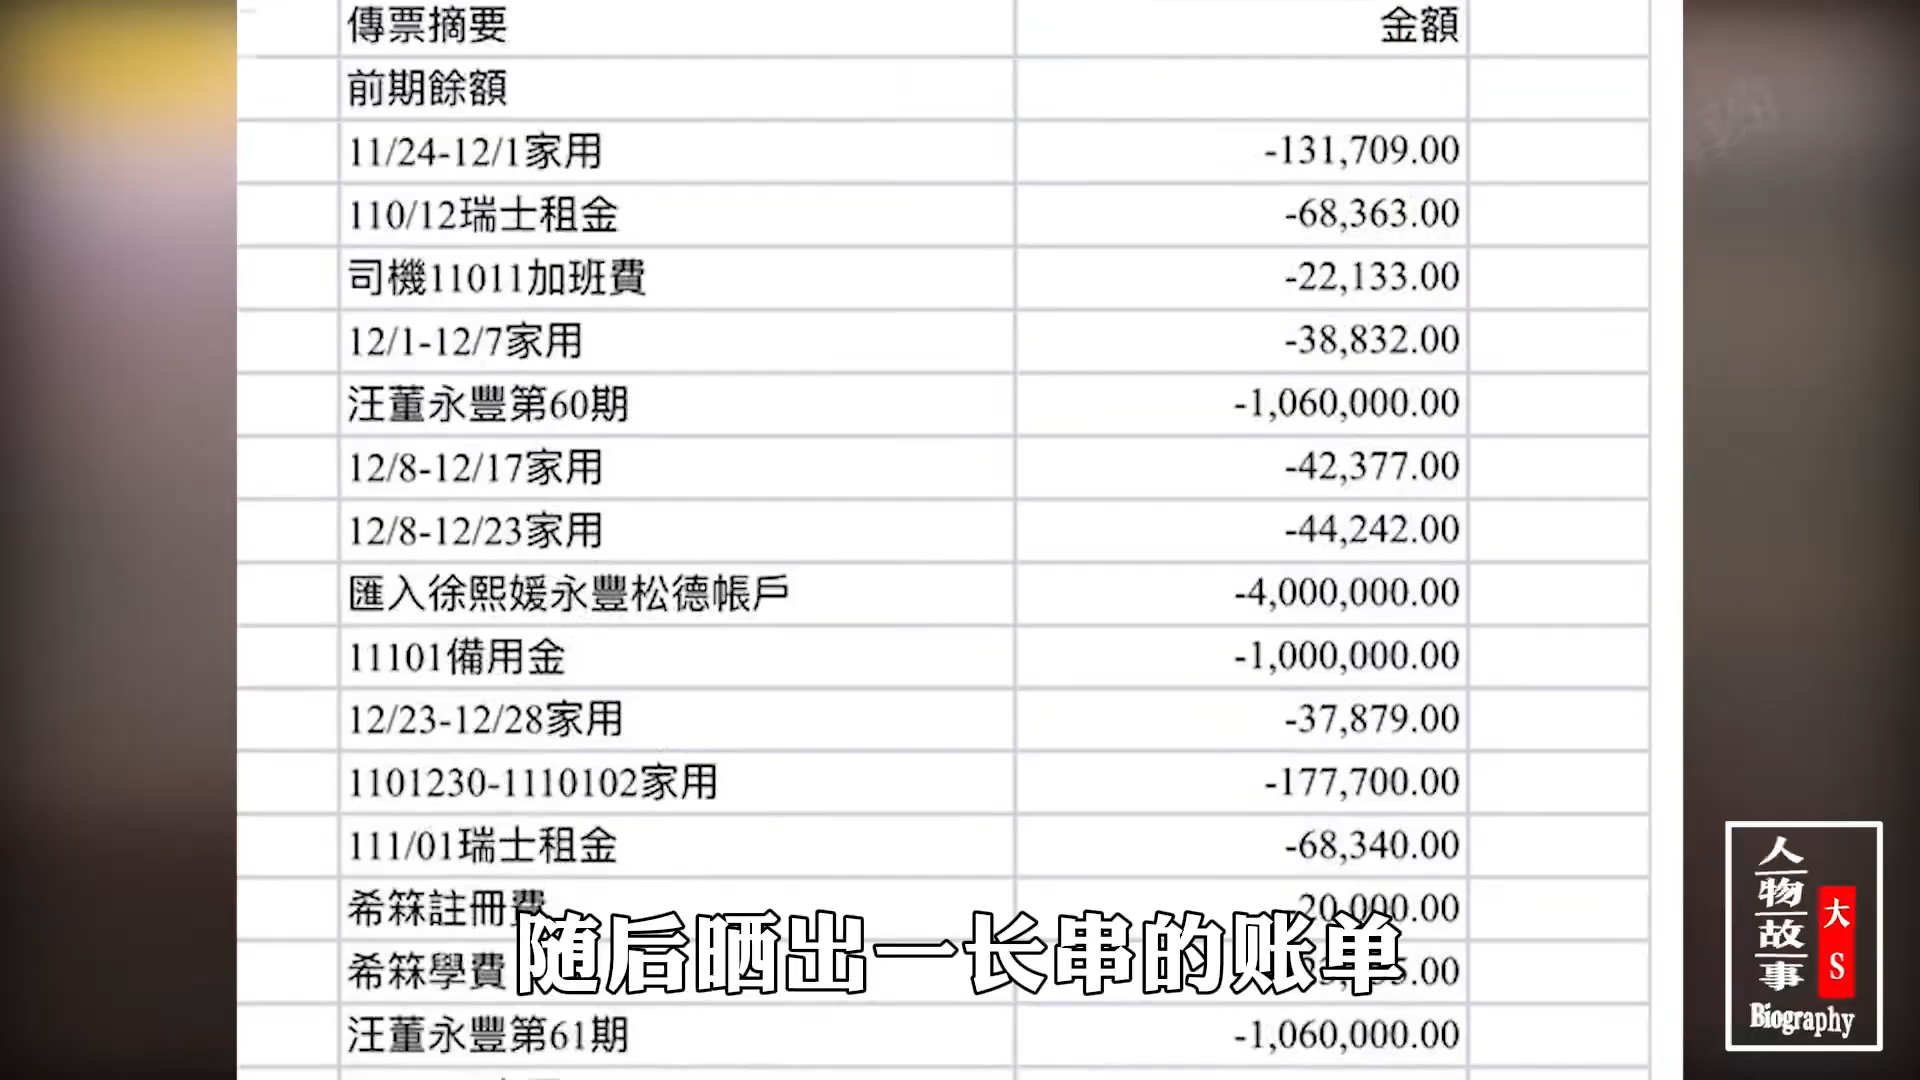 傳票摘要 金額
前期餘額
11/24-12/1家用 -131,709.00
110/12瑞士租金 -68,363.00
司機11011加班費 -22,133.00
12/1-12/7家用 -38,832.00
汪董永豐第60期 -1,060,000.00
12/8-12/17家用 -42,377.00
12/8-12/23家用 -44,242.00
匯入徐熙媛永豐松德帳戶 -4,000,000.00
11101備用金 -1,000,000.00
12/23-12/28家用 -37,879.00
1101230-1110102家用 -177,700.00
111/01瑞士租金 -68,340.00
希箖註冊費 20,000.00
希箖學費
随后晒出一长串的账单
汪董永豐第61期 -1,060,000.00
人物故事
大S
Biography